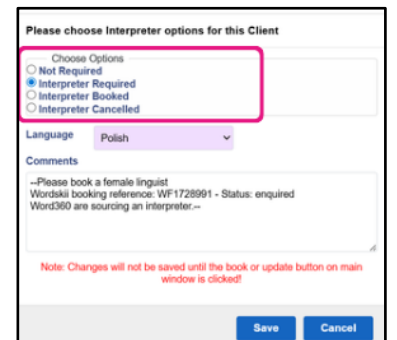 Please choose Interpreter options for this Client
Choose Options
Not Required
Interpreter Required
Interpreter Booked
Interpreter Cancelled
Language Polish
Comments
--Please book a female linguist
Wordskii booking reference: WF1728991 - Status: enquired
Word360 are sourcing an interpreter.--
Note: Changes will not be saved until the book or update button on main
window is clicked!
Save Cancel